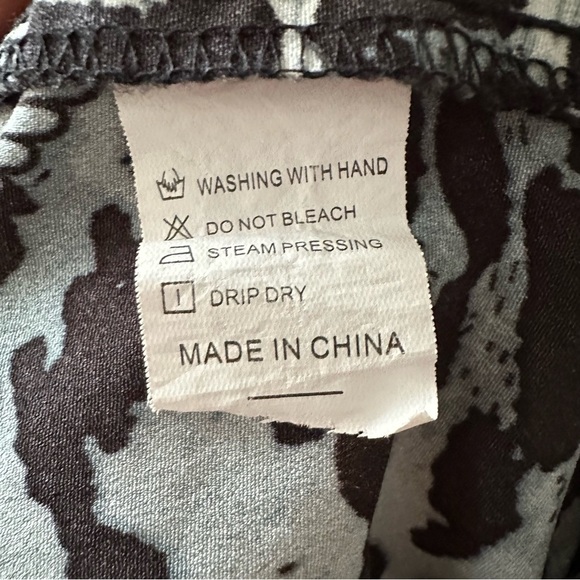 WASHING WITH HAND
DO NOT BLEACH
STEAM PRESSING
DRIP DRY
MADE IN CHINA